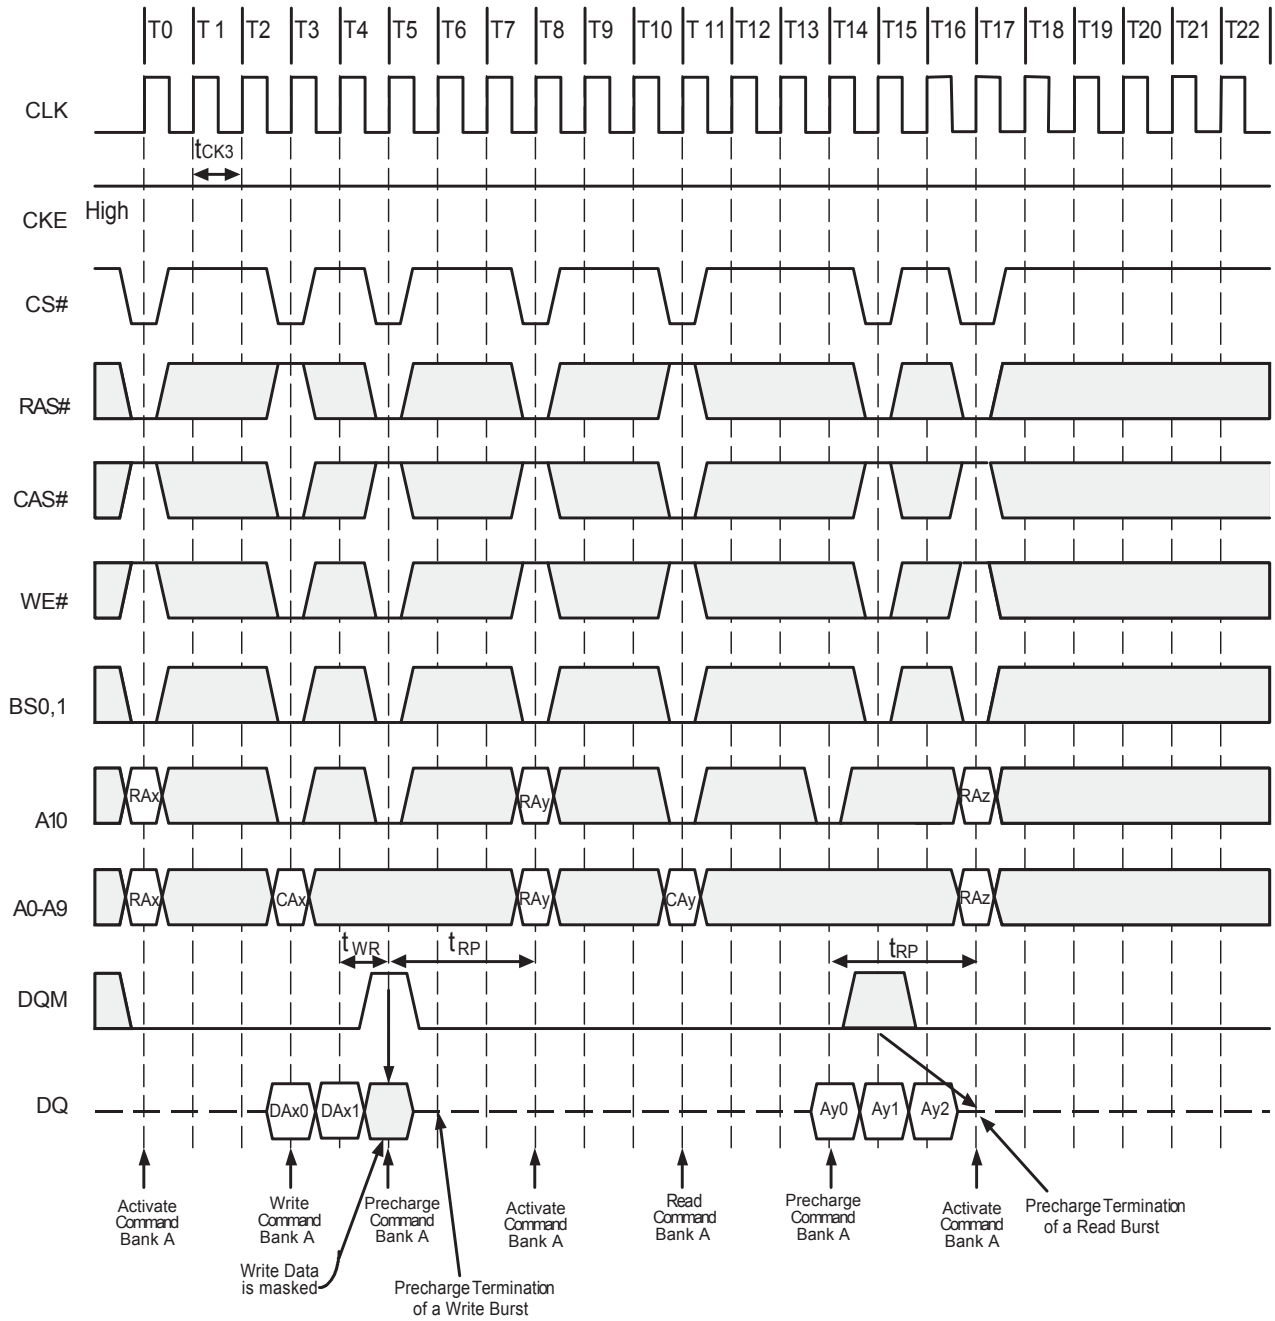 T0 T 1 T2 T3 T4 T5 T6 T7 T8 T9 T10 T 11 T12 T13 T14 T15 T16 T17 T18 T19 T20 T21 T22
CLK
tCK3
High
CKE
CS#
RAS#
CAS#
WE#
BS0,1
RAx RAy RAz
A10
RAx CAx RAy CAy RAz
A0-A9
tWR tRP tRP
DQM
DQ
DAx0 DAx1 Ay0 Ay1 Ay2
Activate
Command
Bank A
Write
Command
Bank A
Precharge
Command
Bank A
Activate
Command
Bank A
Read
Command
Bank A
Precharge
Command
Bank A
Activate
Command
Bank A
Precharge Termination
of a Read Burst
Write Data
is masked
Precharge Termination
of a Write Burst